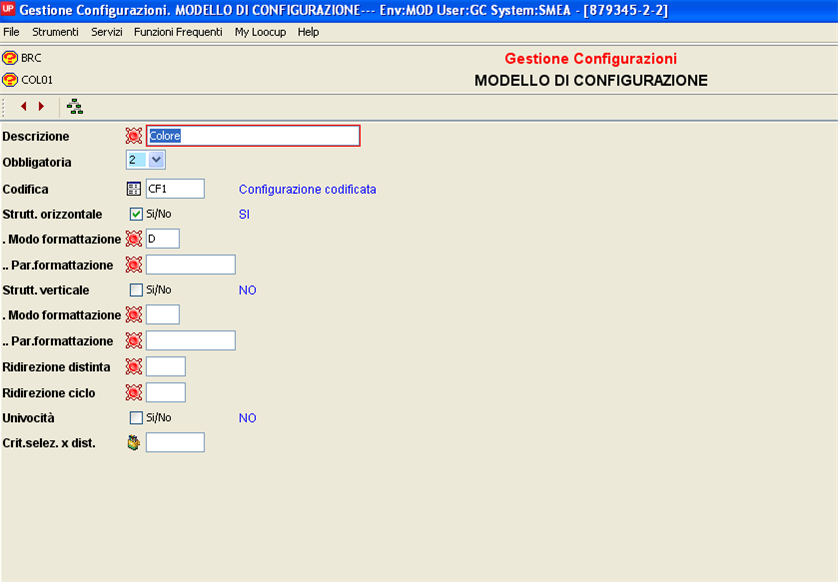 UP Gestione Configurazioni. MODELLO DI CONFIGURAZIONE--- Env:MOD User:GC System:SMEA - [879345-2-2]
File Strumenti Servizi Funzioni Frequenti My Loocup Help
BRC
Gestione Configurazioni
COL01
MODELLO DI CONFIGURAZIONE
Descrizione Colore
Obbligatoria 2
Codifica CF1 Configurazione codificata
Strutt. orizzontale Si/No SI
. Modo formattazione D
.. Par.formattazione
Strutt. verticale Si/No NO
. Modo formattazione
.. Par.formattazione
Ridirezione distinta
Ridirezione ciclo
Univocità Si/No NO
Crit.selez. x dist.